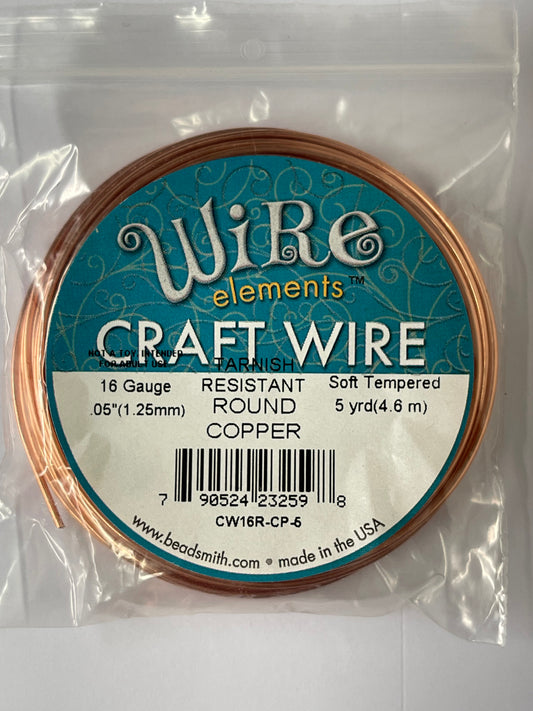 WiRe
elements™
CRAFT WIRE
NOT A TOY. INTENDED
FOR ADULT USE
TARNISH
16 Gauge RESISTANT Soft Tempered
.05"(1.25mm) ROUND 5 yrd(4.6 m)
COPPER
7 90524 23259 8
CW16R-CP-5
www.beadsmith.com • made in the USA